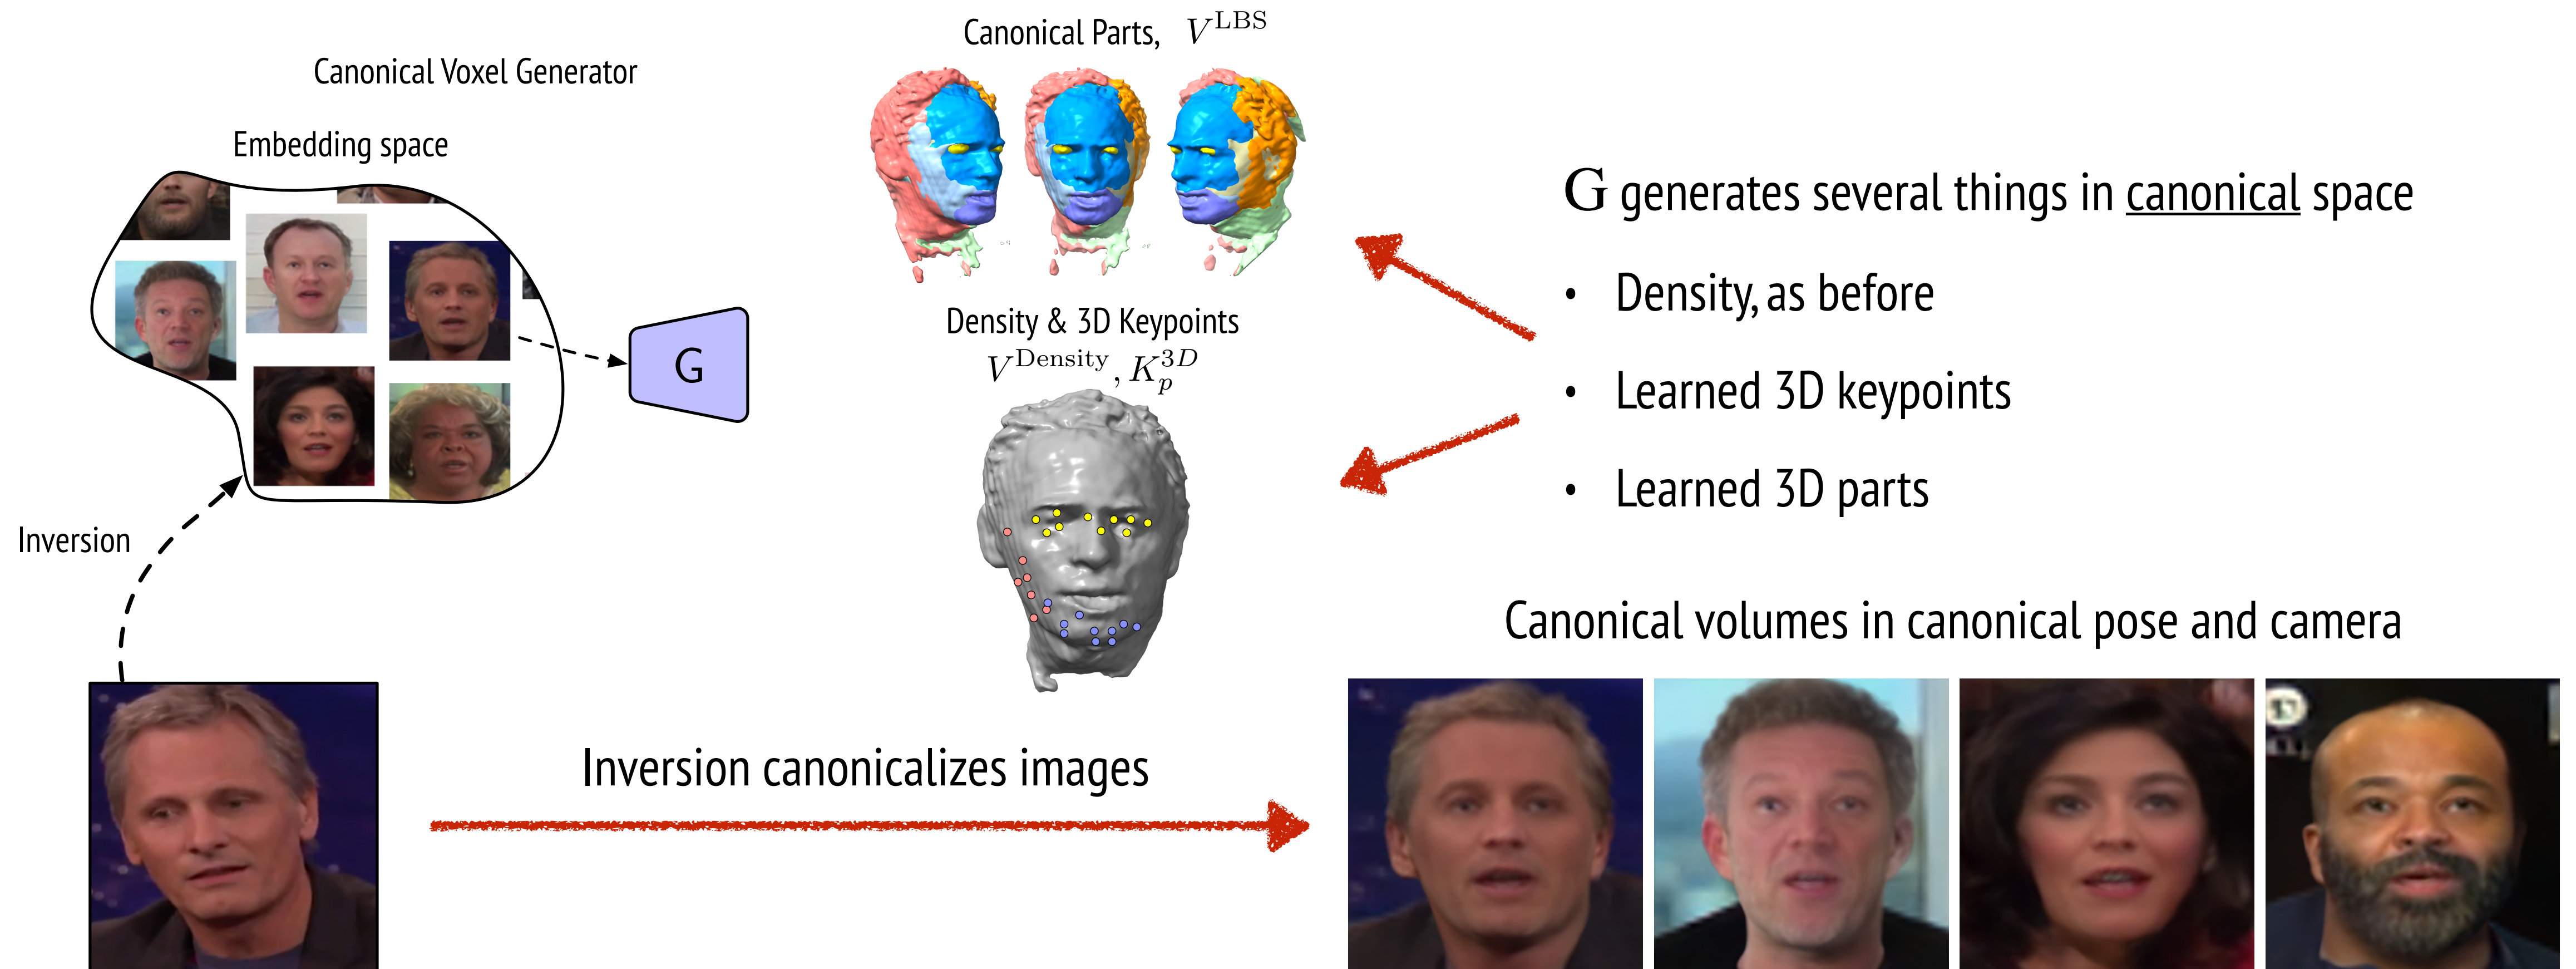 Canonical Voxel Generator
Embedding space
G
Inversion
Canonical Parts, V^LBS
Density & 3D Keypoints
V^Density, K_p^3D
G generates several things in canonical space
• Density, as before
• Learned 3D keypoints
• Learned 3D parts
Inversion canonicalizes images
Canonical volumes in canonical pose and camera